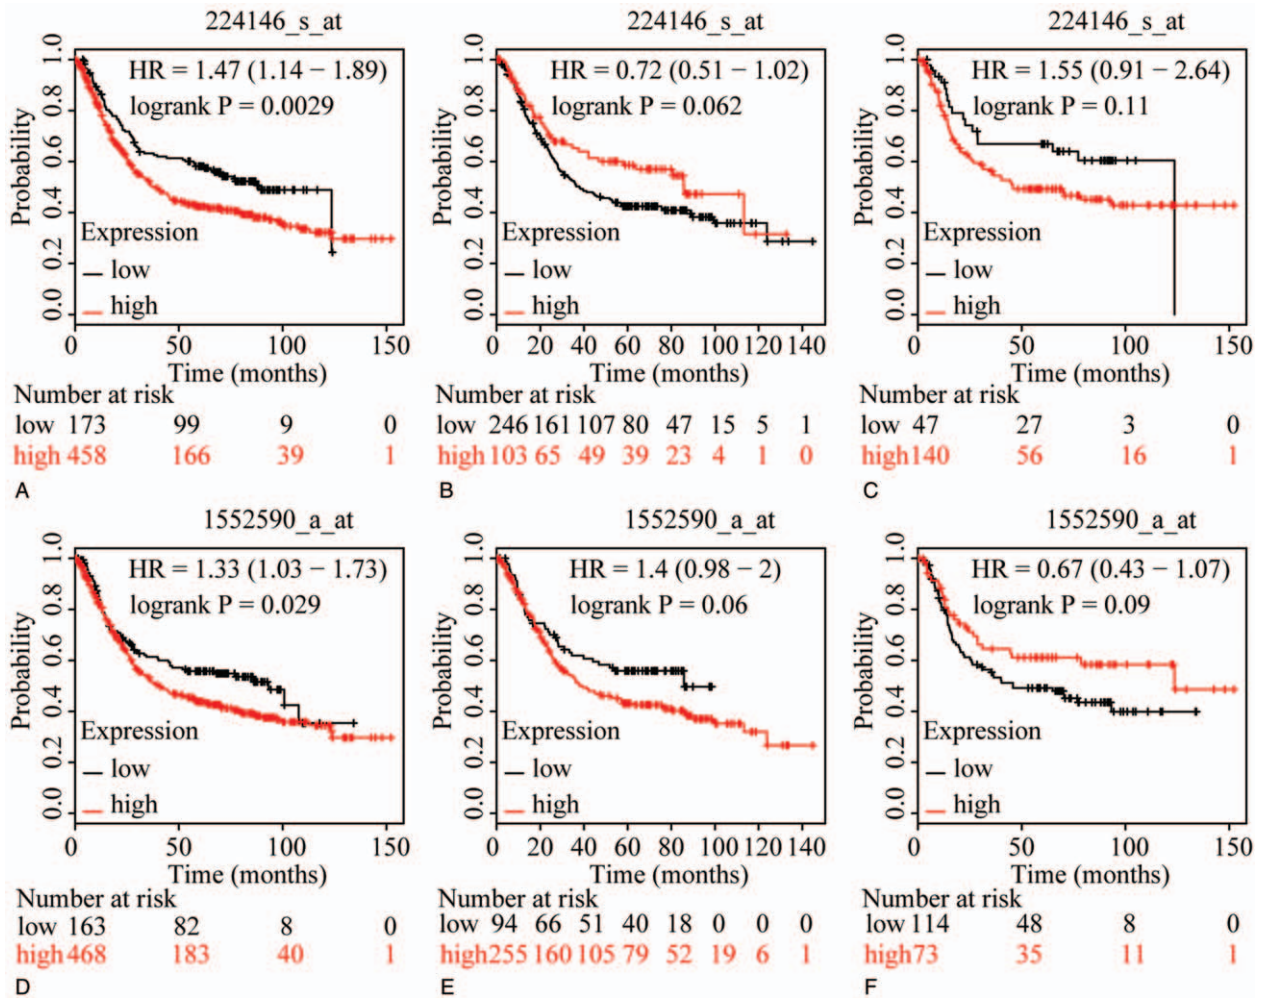 224146_s_at
HR = 1.47 (1.14 − 1.89)
logrank P = 0.0029
Probability
1.0
0.8
0.6
0.4
0.2
0.0
Expression
low
high
0 50 100 150
Time (months)
Number at risk
low 173 99 9 0
high 458 166 39 1
A
224146_s_at
HR = 0.72 (0.51 − 1.02)
logrank P = 0.062
Probability
1.0
0.8
0.6
0.4
0.2
0.0
Expression
low
high
0 20 40 60 80 100 120 140
Time (months)
Number at risk
low 246 161 107 80 47 15 5 1
high 103 65 49 39 23 4 1 0
B
224146_s_at
HR = 1.55 (0.91 − 2.64)
logrank P = 0.11
Probability
1.0
0.8
0.6
0.4
0.2
0.0
Expression
low
high
0 50 100 150
Time (months)
Number at risk
low 47 27 3 0
high 140 56 16 1
C
1552590_a_at
HR = 1.33 (1.03 − 1.73)
logrank P = 0.029
Probability
1.0
0.8
0.6
0.4
0.2
0.0
Expression
low
high
0 50 100 150
Time (months)
Number at risk
low 163 82 8 0
high 468 183 40 1
D
1552590_a_at
HR = 1.4 (0.98 − 2)
logrank P = 0.06
Probability
1.0
0.8
0.6
0.4
0.2
0.0
Expression
low
high
0 20 40 60 80 100 120 140
Time (months)
Number at risk
low 94 66 51 40 18 0 0 0
high 255 160 105 79 52 19 6 1
E
1552590_a_at
HR = 0.67 (0.43 − 1.07)
logrank P = 0.09
Probability
1.0
0.8
0.6
0.4
0.2
0.0
Expression
low
high
0 50 100 150
Time (months)
Number at risk
low 114 48 8 0
high 73 35 11 1
F